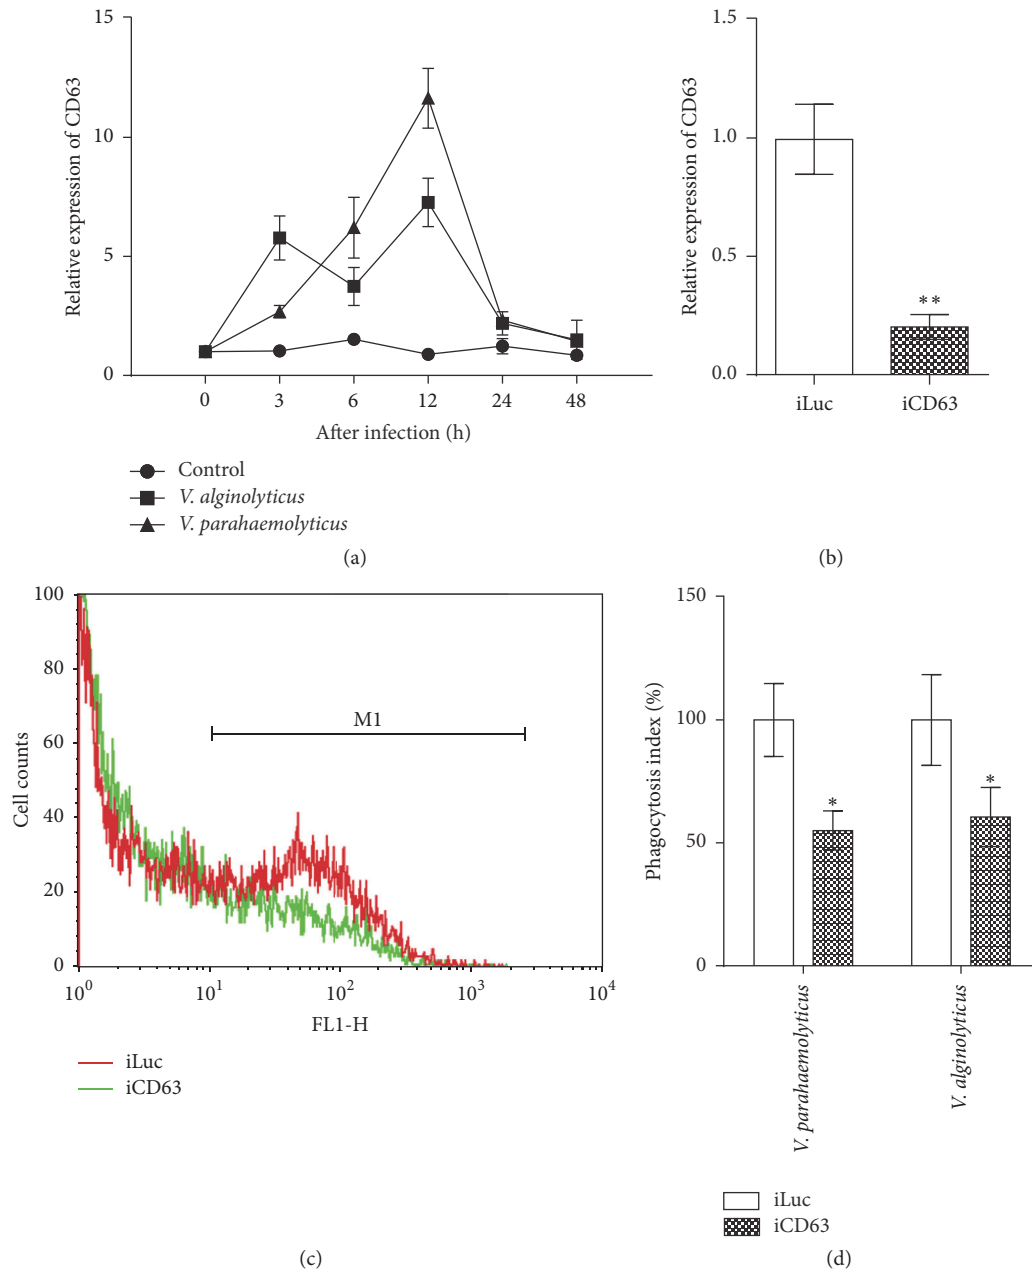 15
10
5
0
Relative expression of CD63
0 3 6 12 24 48
After infection (h)
Control
V. alginolyticus
V. parahaemolyticus
(a)
1.5
1.0
0.5
0.0
Relative expression of CD63
**
iLuc iCD63
(b)
100
80
60
40
20
0
Cell counts
M1
10⁰ 10¹ 10² 10³ 10⁴
FL1-H
iLuc
iCD63
(c)
150
100
50
0
Phagocytosis index (%)
*
*
V. parahaemolyticus
V. alginolyticus
iLuc
iCD63
(d)